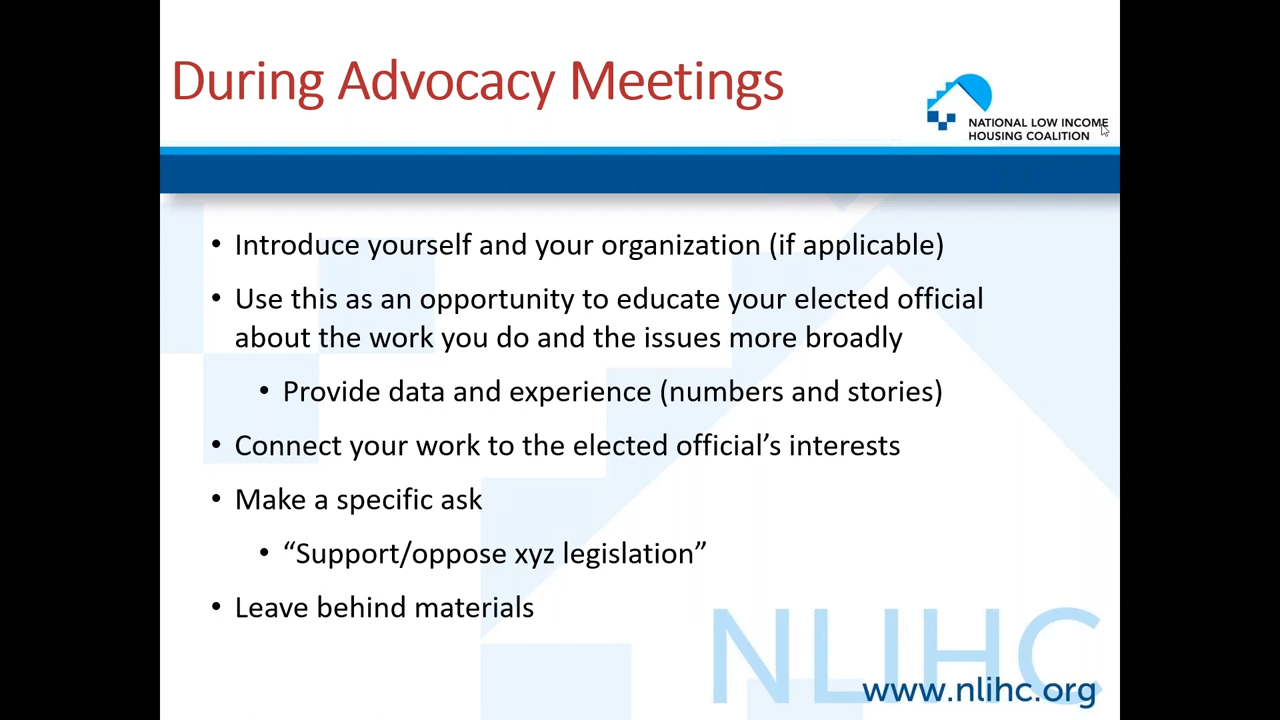 During Advocacy Meetings
NATIONAL LOW INCOME
HOUSING COALITION
• Introduce yourself and your organization (if applicable)
• Use this as an opportunity to educate your elected official
about the work you do and the issues more broadly
• Provide data and experience (numbers and stories)
• Connect your work to the elected official’s interests
• Make a specific ask
• “Support/oppose xyz legislation”
• Leave behind materials
NLIHC
www.nlihc.org